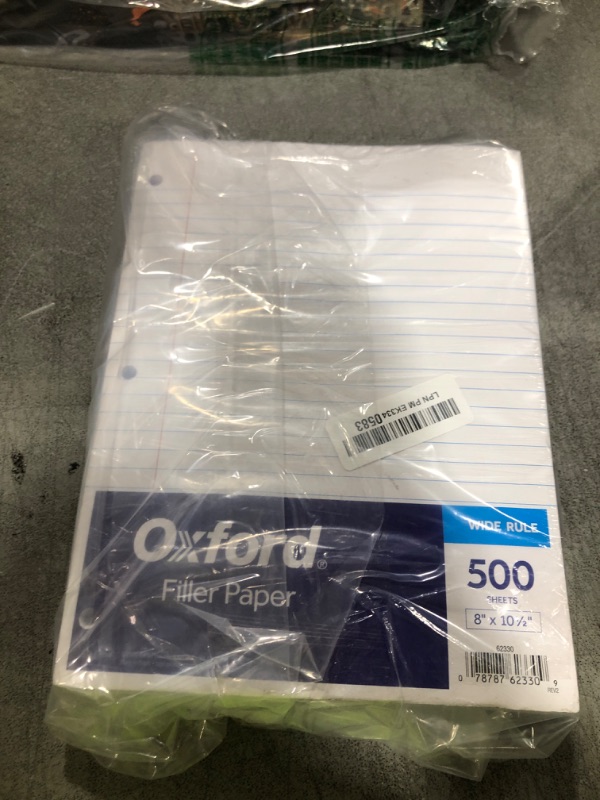 LPN PM EK3340583
Oxford®
Filler Paper
WIDE RULE
500
SHEETS
8" x 10 ½"
62330
0 78787 62330 9
REV2